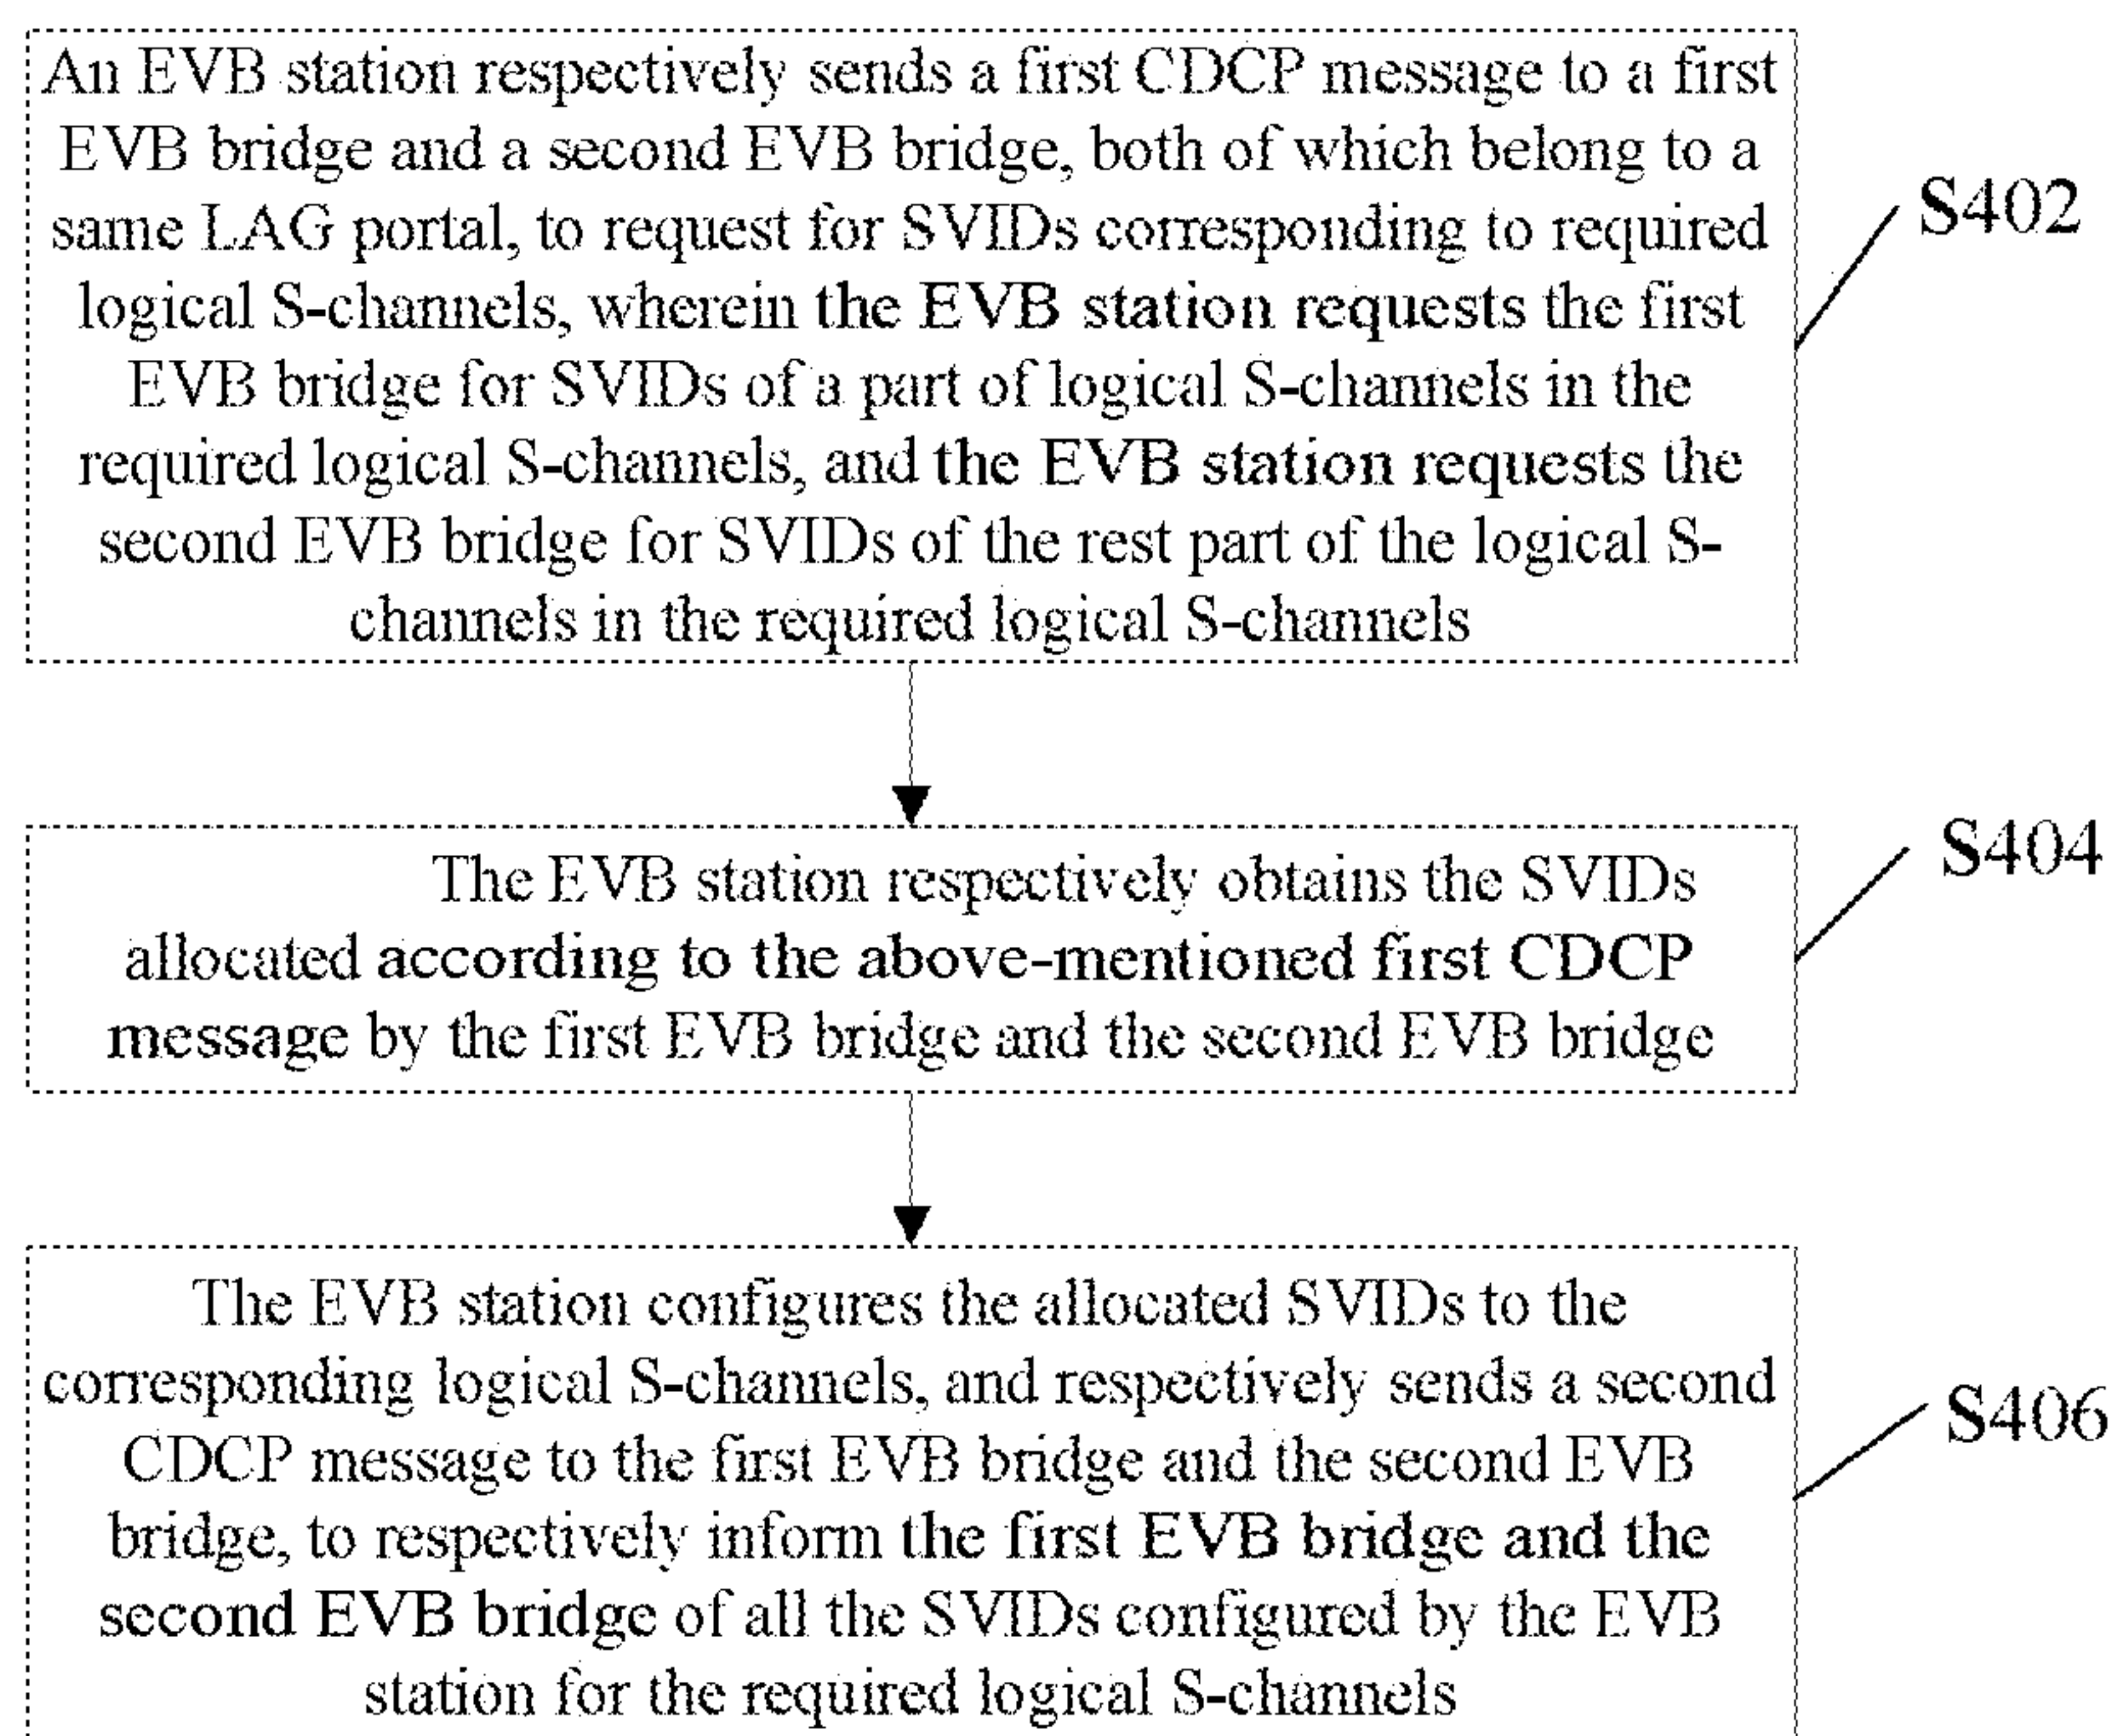 An EVB station respectively sends a first CDCP message to a first
EVB bridge and a second EVB bridge, both of which belong to a
same LAG portal, to request for SVIDs corresponding to required
logical S-channels, wherein the EVB station requests the first
EVB bridge for SVIDs of a part of logical S-channels in the
required logical S-channels, and the EVB station requests the
second EVB bridge for SVIDs of the rest part of the logical S-
channels in the required logical S-channels
S402
The EVB station respectively obtains the SVIDs
allocated according to the above-mentioned first CDCP
message by the first EVB bridge and the second EVB bridge
S404
The EVB station configures the allocated SVIDs to the
corresponding logical S-channels, and respectively sends a second
CDCP message to the first EVB bridge and the second EVB
bridge, to respectively inform the first EVB bridge and the
second EVB bridge of all the SVIDs configured by the EVB
station for the required logical S-channels
S406